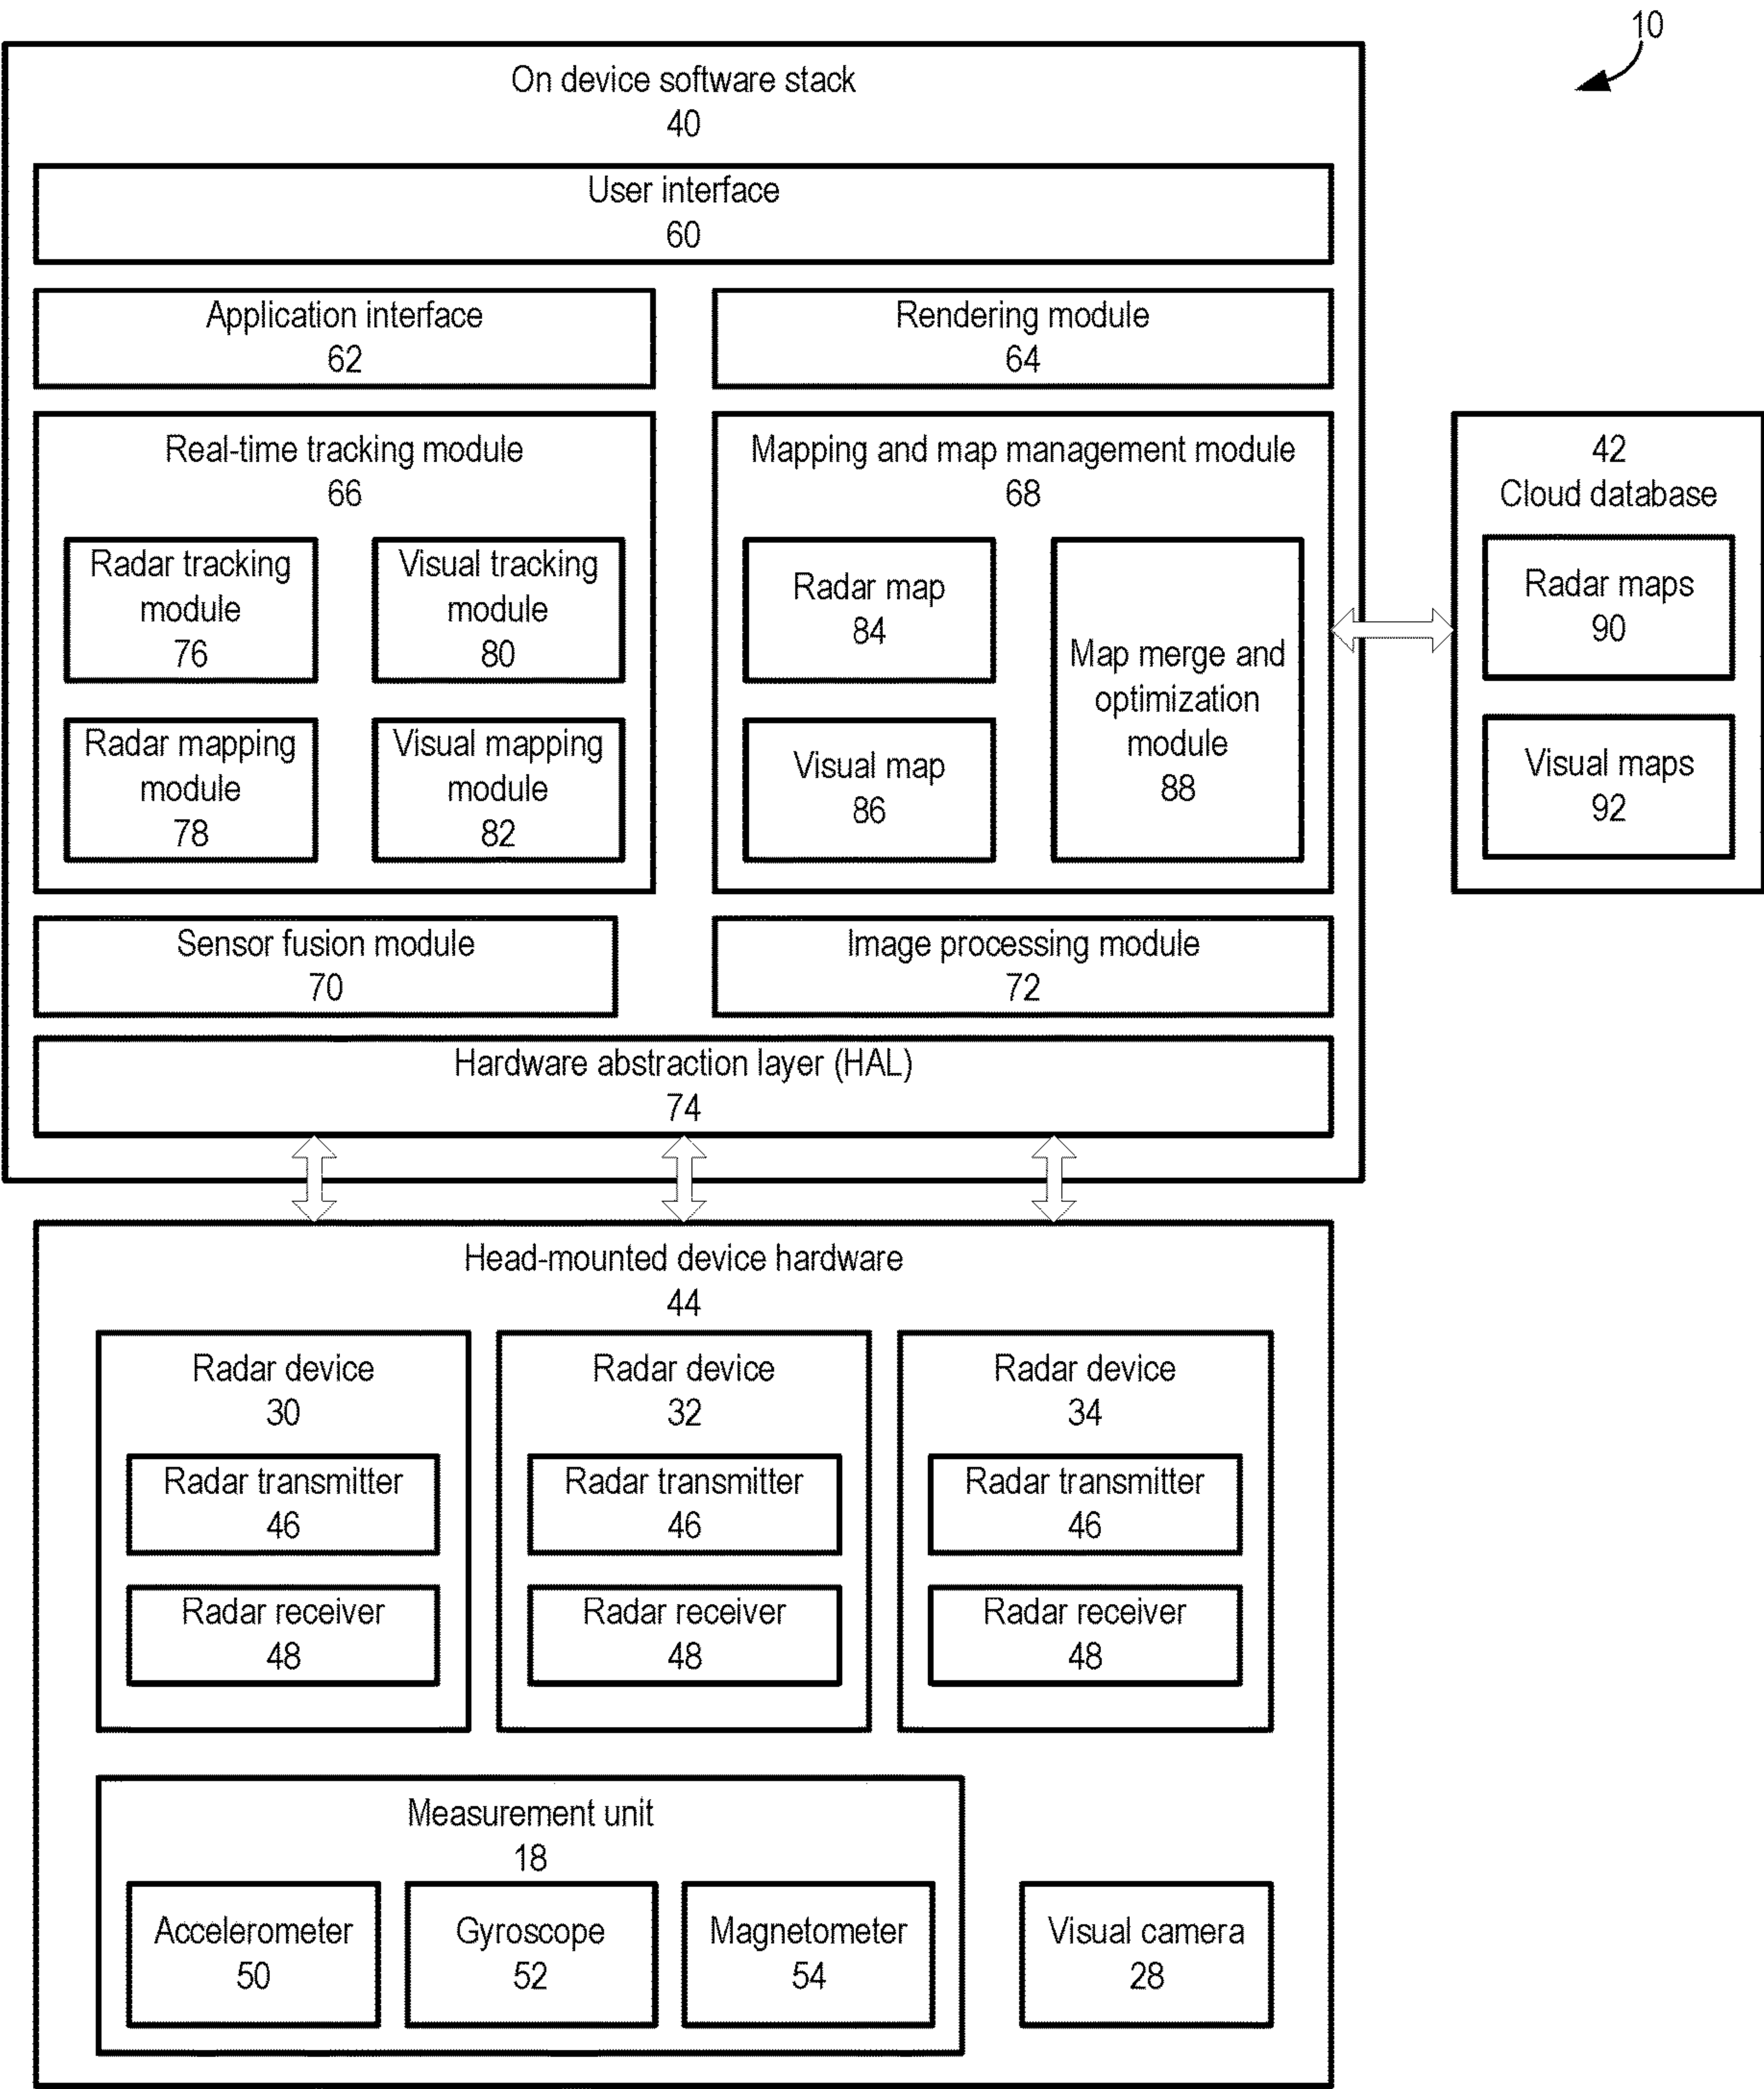 10
On device software stack
40
User interface
60
Application interface
62
Rendering module
64
Real-time tracking module
66
Radar tracking
module
76
Visual tracking
module
80
Radar mapping
module
78
Visual mapping
module
82
Mapping and map management module
68
Radar map
84
Visual map
86
Map merge and
optimization
module
88
42
Cloud database
Radar maps
90
Visual maps
92
Sensor fusion module
70
Image processing module
72
Hardware abstraction layer (HAL)
74
Head-mounted device hardware
44
Radar device
30
Radar transmitter
46
Radar receiver
48
Radar device
32
Radar transmitter
46
Radar receiver
48
Radar device
34
Radar transmitter
46
Radar receiver
48
Measurement unit
18
Accelerometer
50
Gyroscope
52
Magnetometer
54
Visual camera
28